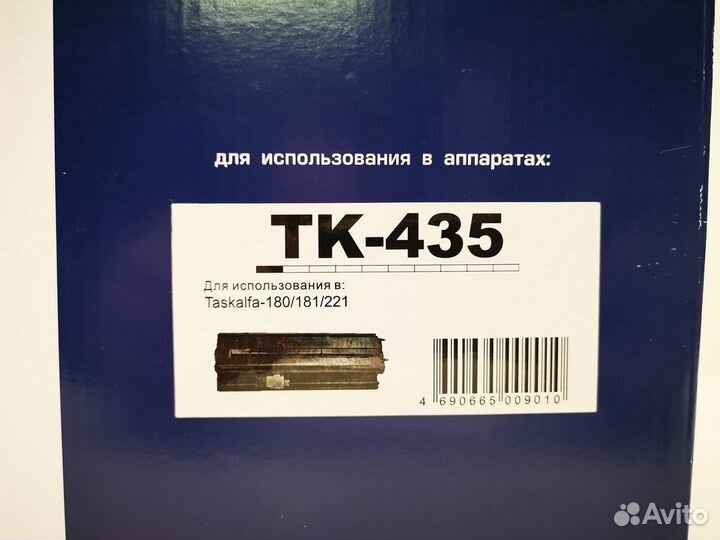 для использования в аппаратах:
TK-435
Для использования в:
Taskalfa-180/181/221
4 690665 009010
Avito